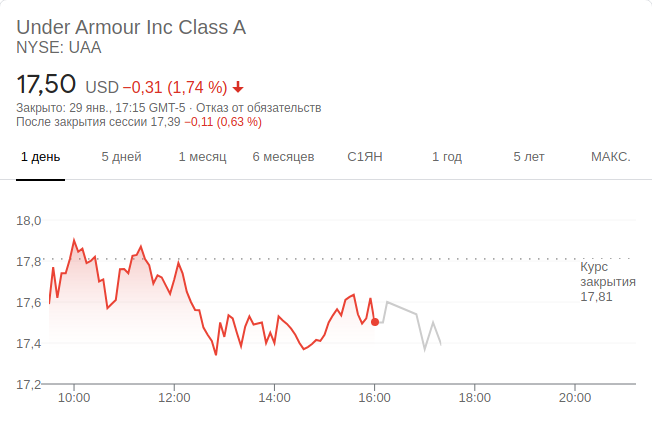 Under Armour Inc Class A
NYSE: UAA
17,50 USD −0,31 (1,74 %)
Закрыто: 29 янв., 17:15 GMT-5 · Отказ от обязательств
После закрытия сессии 17,39 −0,11 (0,63 %)
1 день 5 дней 1 месяц 6 месяцев С1ЯН 1 год 5 лет МАКС.
18,0
17,8
Курс
закрытия
17,81
17,6
17,4
17,2
10:00 12:00 14:00 16:00 18:00 20:00